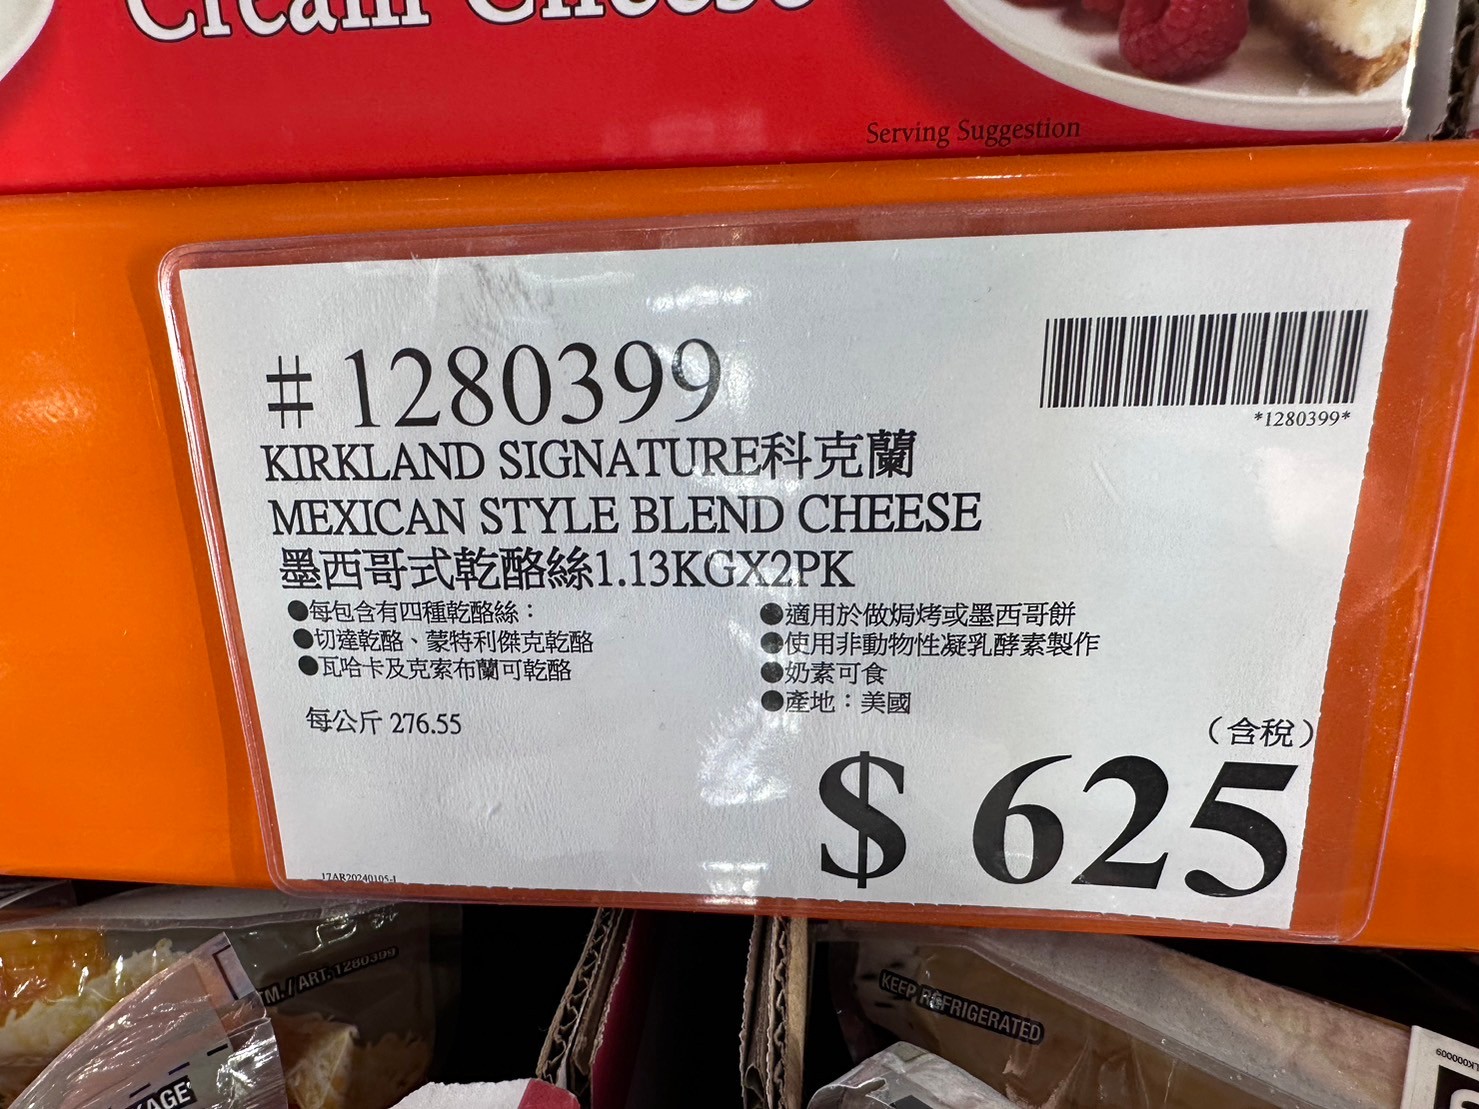 Cream Cheese
Serving Suggestion
#1280399
*1280399*
KIRKLAND SIGNATURE科克蘭
MEXICAN STYLE BLEND CHEESE
墨西哥式乾酪絲1.13KGX2PK
●每包含有四種乾酪絲：
●切達乾酪、蒙特利傑克乾酪
●瓦哈卡及克索布蘭可乾酪
●適用於做焗烤或墨西哥餅
●使用非動物性凝乳酵素製作
●奶素可食
●產地：美國
每公斤 276.55
（含稅）
$ 625
17AR20240105-1
TM./ART. 1280399
KEEP REFRIGERATED